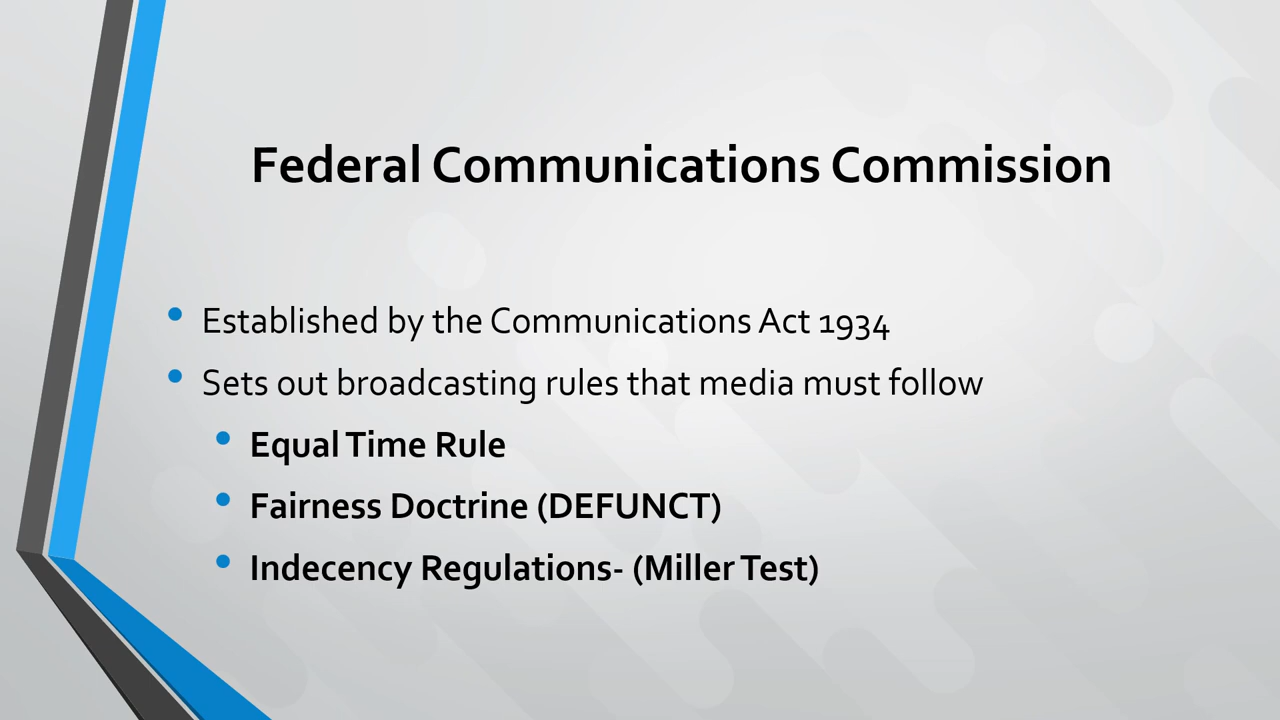 Federal Communications Commission
Established by the Communications Act 1934
Sets out broadcasting rules that media must follow
Equal Time Rule
Fairness Doctrine (DEFUNCT)
Indecency Regulations- (Miller Test)